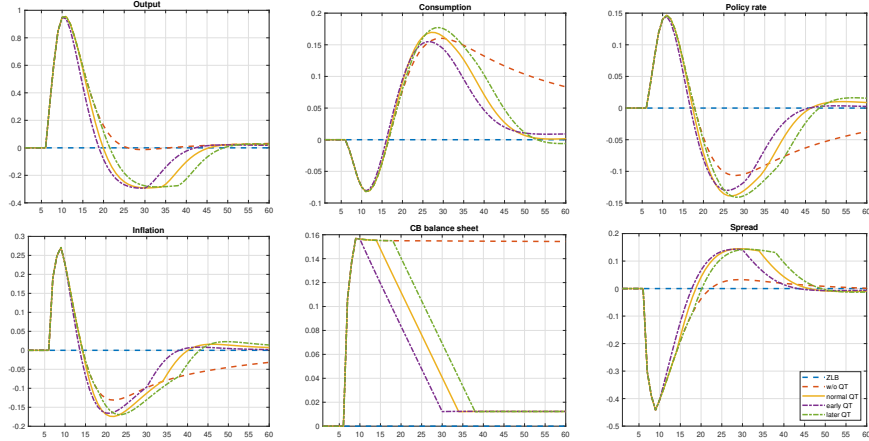 Output
1
0.8
0.6
0.4
0.2
0
-0.2
-0.4
5 10 15 20 25 30 35 40 45 50 55 60
Consumption
0.2
0.15
0.1
0.05
0
-0.05
-0.1
5 10 15 20 25 30 35 40 45 50 55 60
Policy rate
0.15
0.1
0.05
0
-0.05
-0.1
-0.15
5 10 15 20 25 30 35 40 45 50 55 60
Inflation
0.3
0.25
0.2
0.15
0.1
0.05
0
-0.05
-0.1
-0.15
-0.2
5 10 15 20 25 30 35 40 45 50 55 60
CB balance sheet
0.16
0.14
0.12
0.1
0.08
0.06
0.04
0.02
0
5 10 15 20 25 30 35 40 45 50 55 60
Spread
0.2
0.1
0
-0.1
-0.2
-0.3
-0.4
-0.5
5 10 15 20 25 30 35 40 45 50 55 60
ZLB
w/o QT
normal QT
early QT
later QT